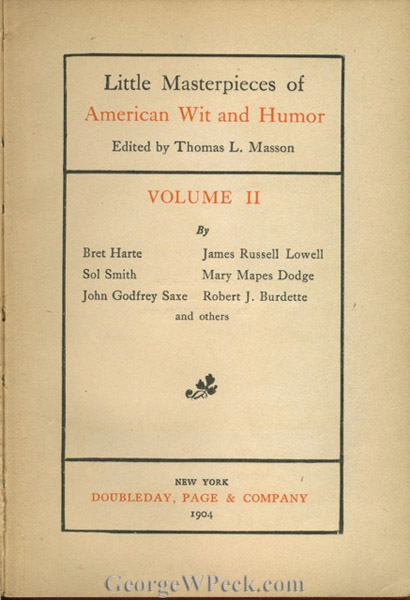 Little Masterpieces of
American Wit and Humor
Edited by Thomas L. Masson
VOLUME II
By
Bret Harte James Russell Lowell
Sol Smith Mary Mapes Dodge
John Godfrey Saxe Robert J. Burdette
and others
NEW YORK
DOUBLEDAY, PAGE & COMPANY
1904
GeorgeWPeck.com